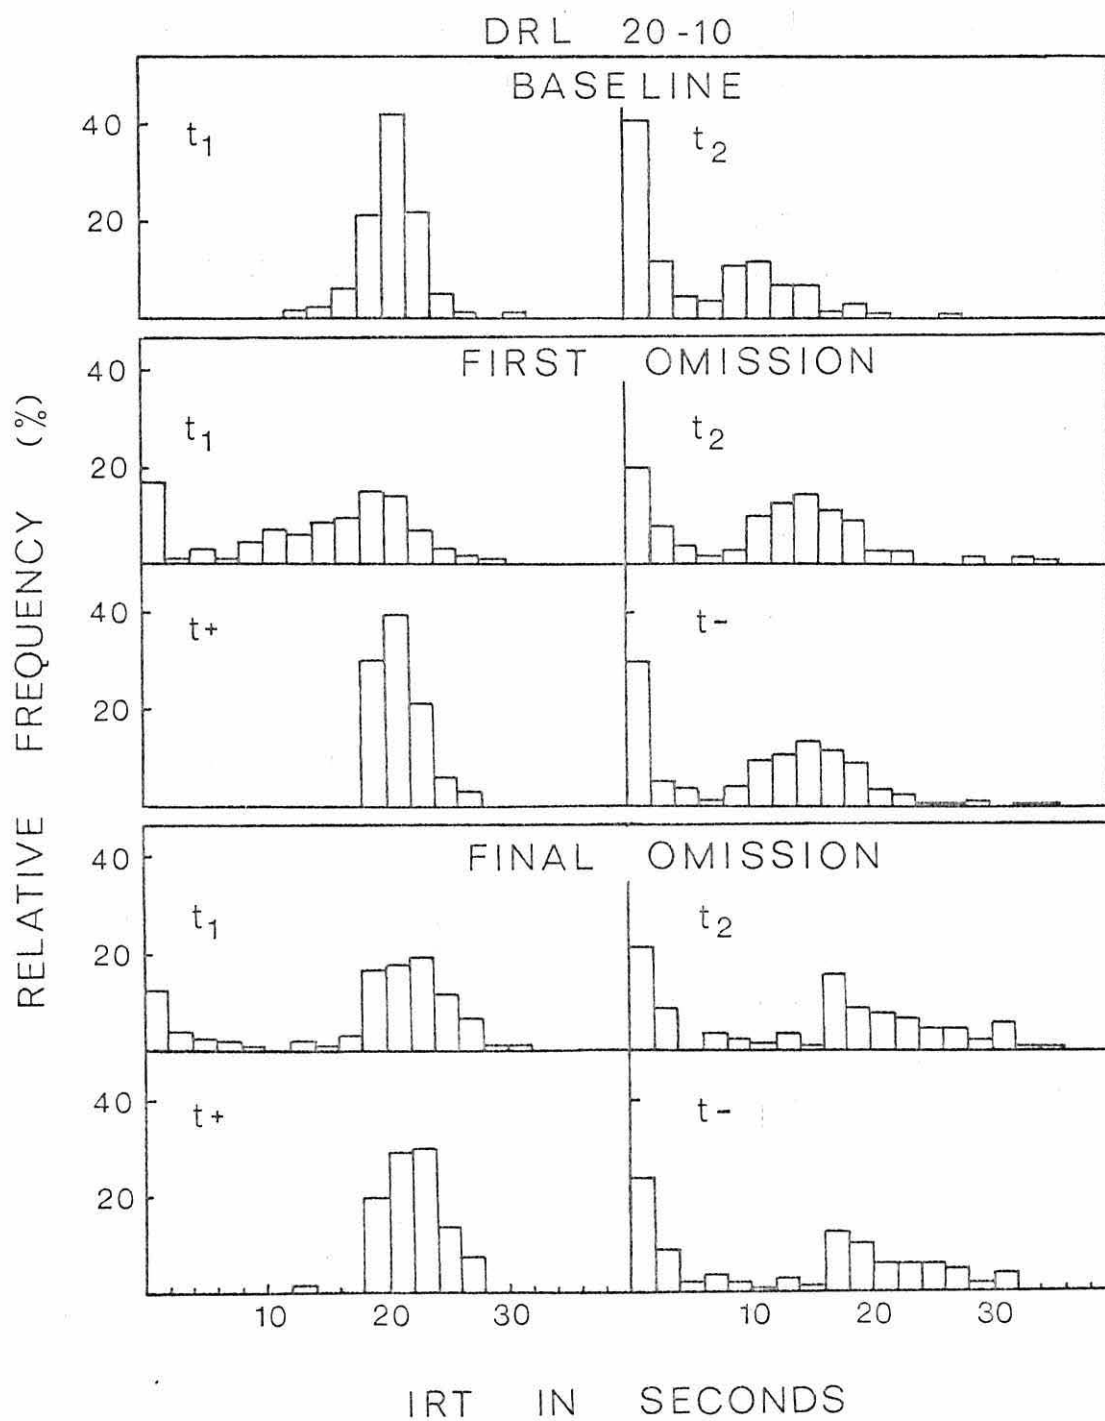 DRL 20-10
BASELINE
40
20
t1
t2
FIRST OMISSION
40
20
t1
t2
40
20
t+
t-
FINAL OMISSION
40
20
t1
t2
40
20
t+
t-
10 20 30 10 20 30
RELATIVE FREQUENCY (%)
IRT IN SECONDS